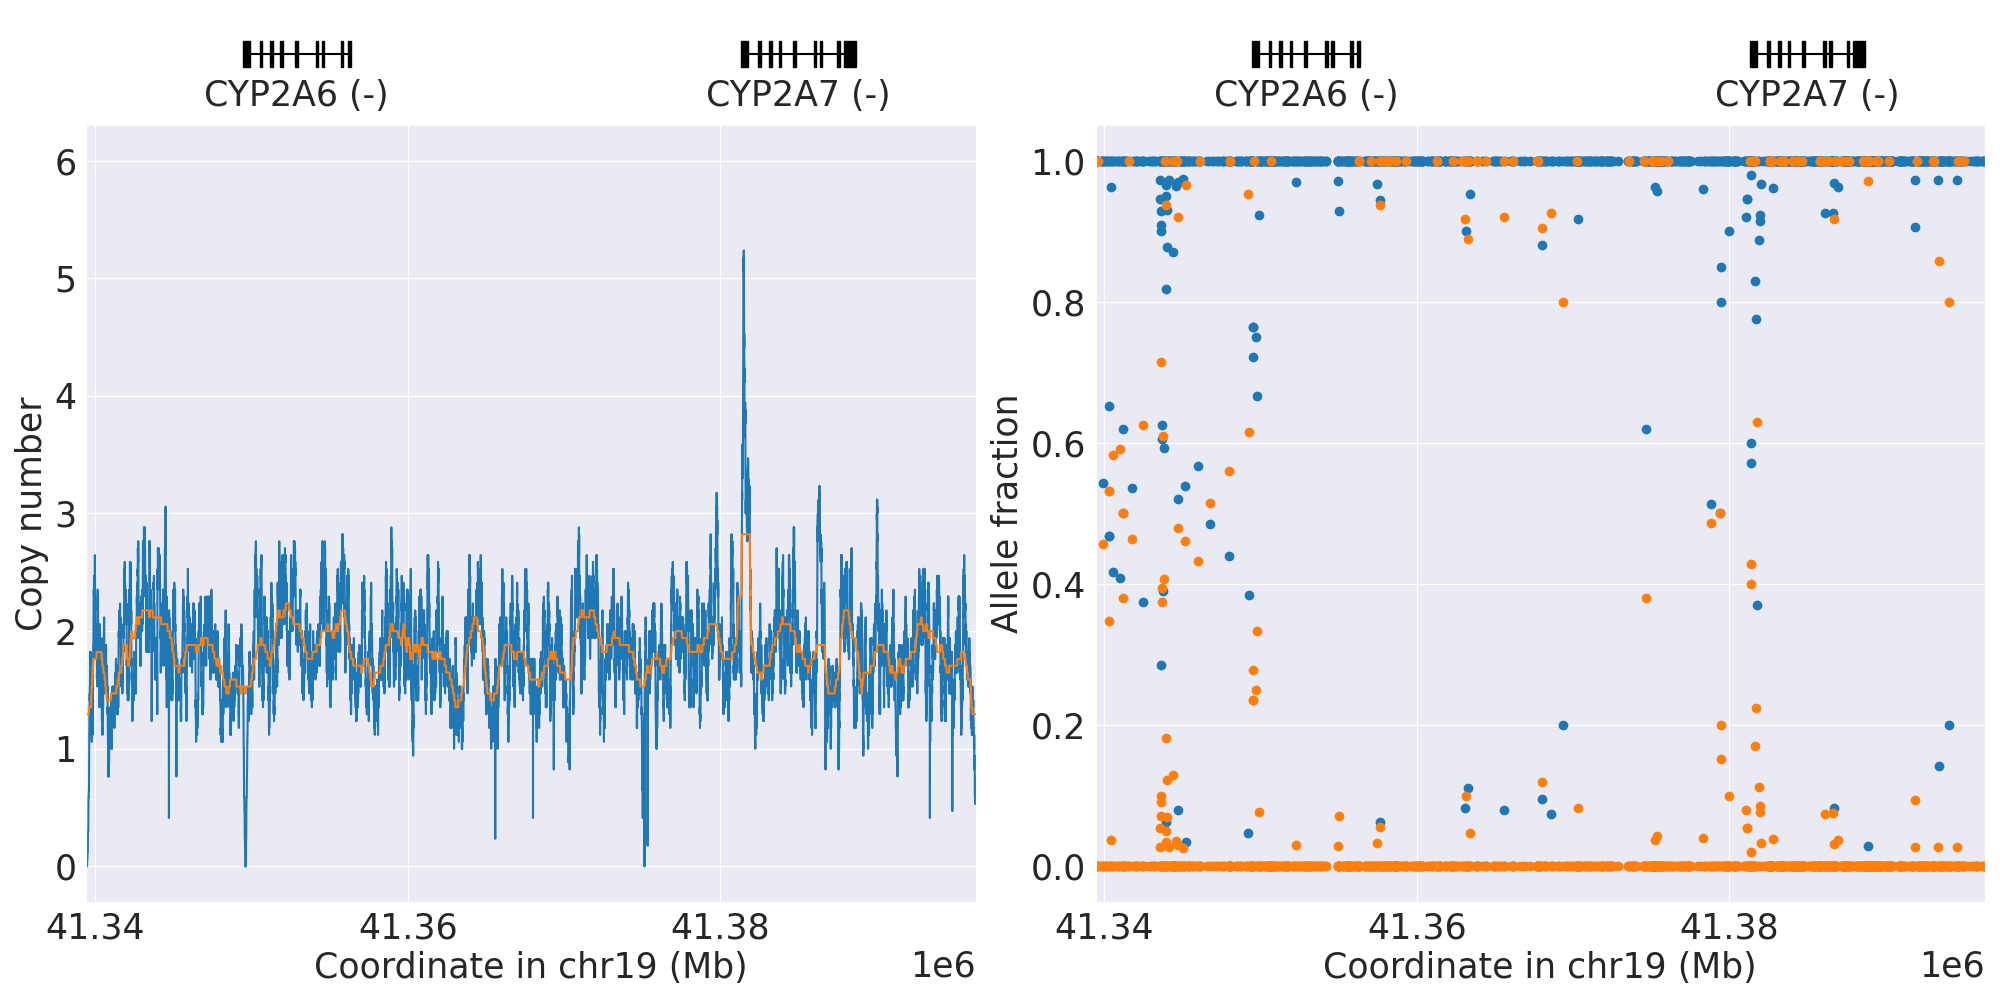 CYP2A6 (-)
CYP2A7 (-)
6
5
4
3
2
1
0
Copy number
41.34
41.36
41.38
Coordinate in chr19 (Mb)
1e6
CYP2A6 (-)
CYP2A7 (-)
1.0
0.8
0.6
0.4
0.2
0.0
Allele fraction
41.34
41.36
41.38
Coordinate in chr19 (Mb)
1e6